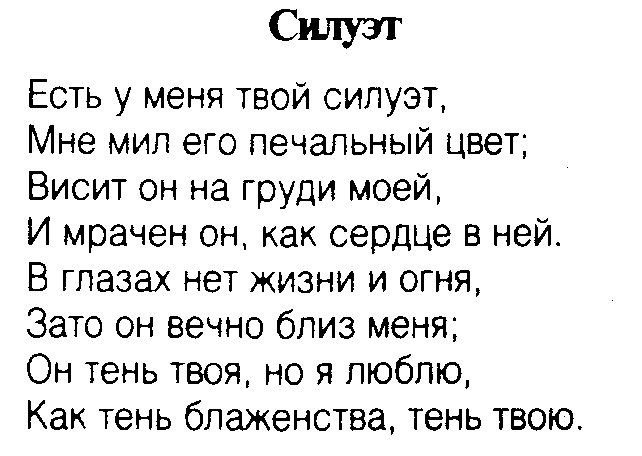 Силуэт
Есть у меня твой силуэт,
Мне мил его печальный цвет;
Висит он на груди моей,
И мрачен он, как сердце в ней.
В глазах нет жизни и огня,
Зато он вечно близ меня;
Он тень твоя, но я люблю,
Как тень блаженства, тень твою.